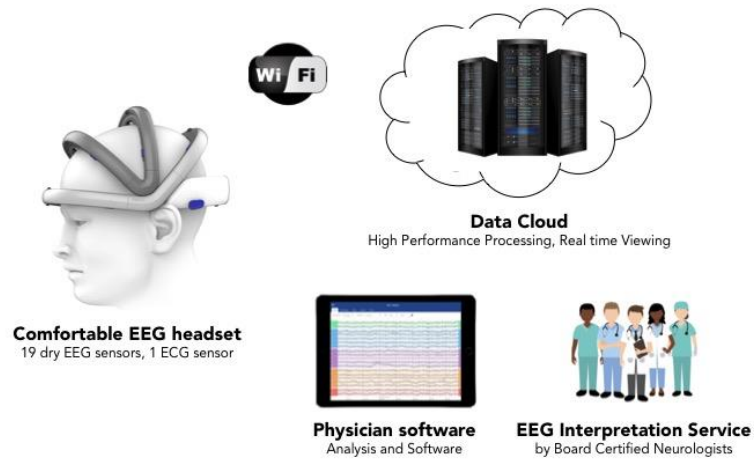 Wi Fi
Data Cloud
High Performance Processing, Real time Viewing
Comfortable EEG headset
19 dry EEG sensors, 1 ECG sensor
Physician software
Analysis and Software
EEG Interpretation Service
by Board Certified Neurologists